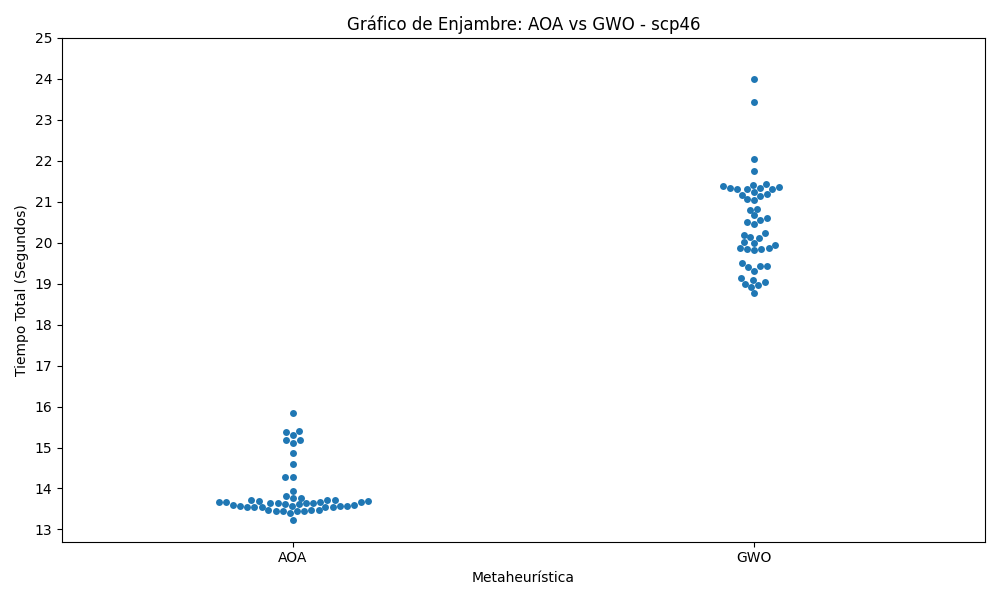 Gráfico de Enjambre: AOA vs GWO - scp46
25
24
23
22
21
20
19
18
17
16
15
14
13
Tiempo Total (Segundos)
AOA
GWO
Metaheurística